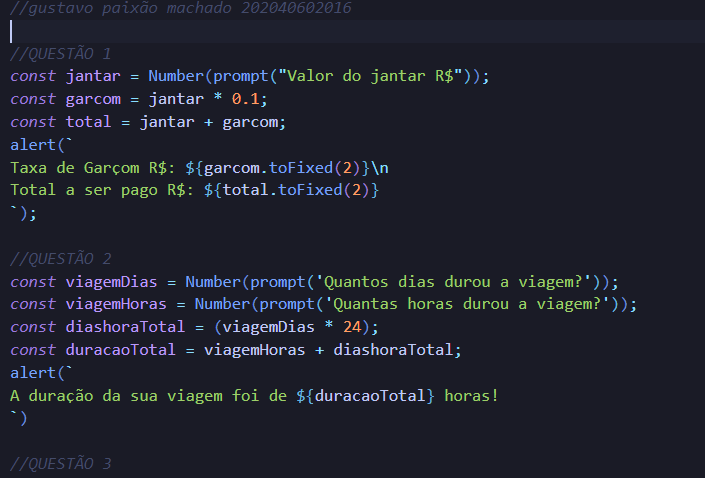 //gustavo paixão machado 202040602016
//QUESTÃO 1
const jantar = Number(prompt("Valor do jantar R$"));
const garcom = jantar * 0.1;
const total = jantar + garcom;
alert(`
Taxa de Garçom R$: ${garcom.toFixed(2)}\n
Total a ser pago R$: ${total.toFixed(2)}
`);
//QUESTÃO 2
const viagemDias = Number(prompt('Quantos dias durou a viagem?'));
const viagemHoras = Number(prompt('Quantas horas durou a viagem?'));
const diashoraTotal = (viagemDias * 24);
const duracaoTotal = viagemHoras + diashoraTotal;
alert(`
A duração da sua viagem foi de ${duracaoTotal} horas!
`)
//QUESTÃO 3